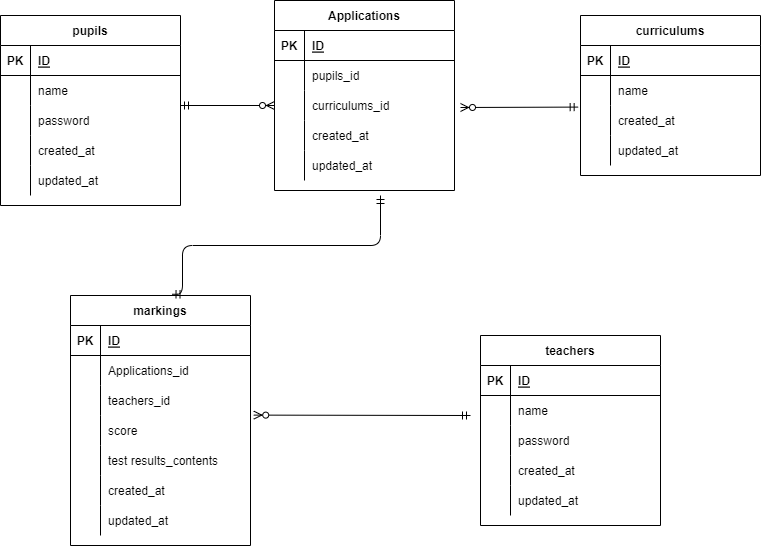 pupils
PK ID
name
password
created_at
updated_at
Applications
PK ID
pupils_id
curriculums_id
created_at
updated_at
curriculums
PK ID
name
created_at
updated_at
markings
PK ID
Applications_id
teachers_id
score
test results_contents
created_at
updated_at
teachers
PK ID
name
password
created_at
updated_at